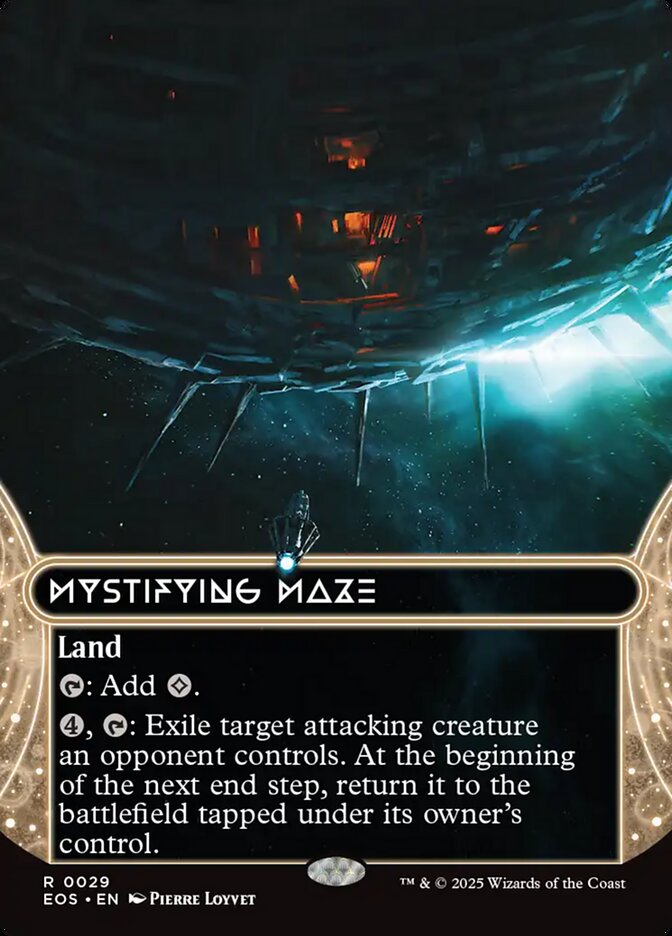 MYSTIFYING MAZE
Land
: Add .
4, : Exile target attacking creature
an opponent controls. At the beginning
of the next end step, return it to the
battlefield tapped under its owner's
control.
R 0029
EOS • EN Pierre Loyvet
™ & © 2025 Wizards of the Coast